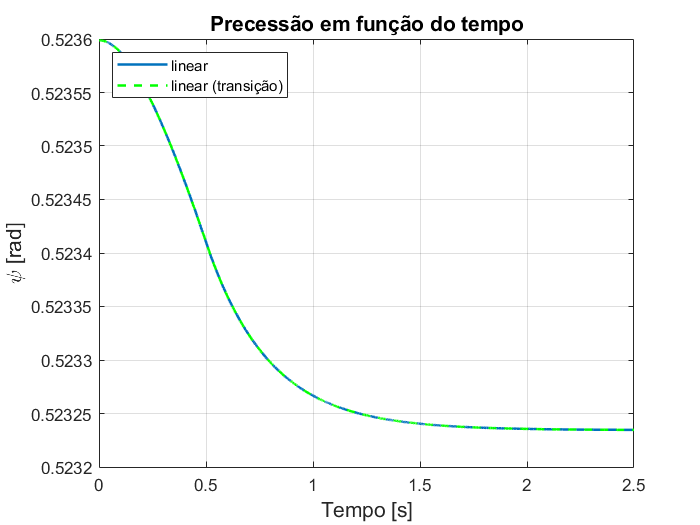 Precessão em função do tempo
linear
linear (transição)
0.5236
0.52355
0.5235
0.52345
0.5234
0.52335
0.5233
0.52325
0.5232
ψ [rad]
0 0.5 1 1.5 2 2.5
Tempo [s]